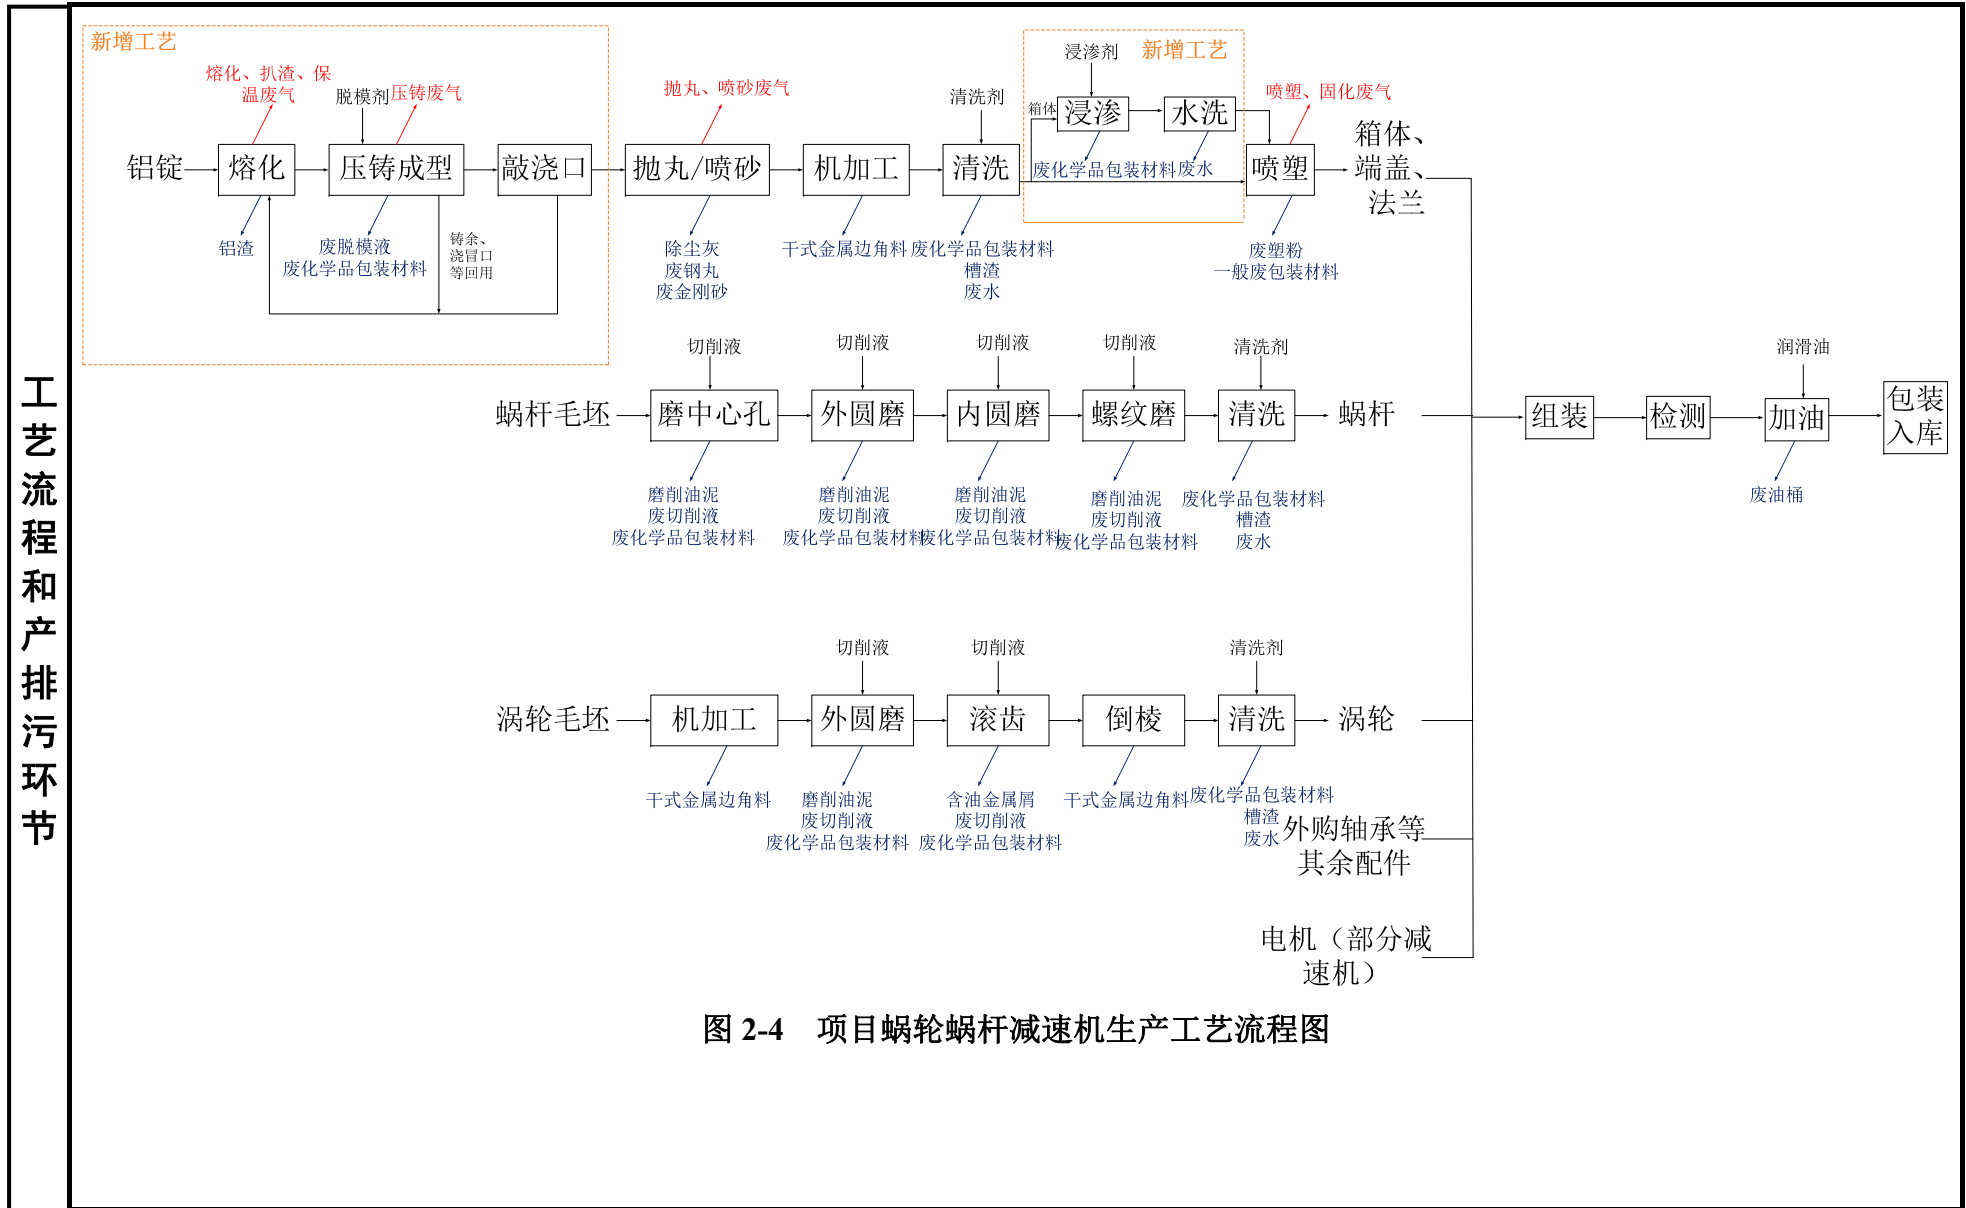 工艺流程和产排污环节
新增工艺
熔化、扒渣、保
温废气
脱模剂
压铸废气
铝锭
熔化
压铸成型
敲浇口
铝渣
废脱模液
废化学品包装材料
铸余、
浇冒口
等回用
抛丸、喷砂废气
抛丸/喷砂
除尘灰
废钢丸
废金刚砂
机加工
干式金属边角料
清洗剂
清洗
废化学品包装材料
槽渣
废水
新增工艺
浸渗剂
箱体
浸渗
水洗
废化学品包装材料
废水
喷塑、固化废气
喷塑
废塑粉
一般废包装材料
箱体、
端盖、
法兰
蜗杆毛坯
切削液
磨中心孔
磨削油泥
废切削液
废化学品包装材料
切削液
外圆磨
磨削油泥
废切削液
废化学品包装材料
切削液
内圆磨
磨削油泥
废切削液
废化学品包装材料
切削液
螺纹磨
磨削油泥
废切削液
废化学品包装材料
清洗剂
清洗
废化学品包装材料
槽渣
废水
蜗杆
组装
检测
润滑油
加油
废油桶
包装
入库
涡轮毛坯
机加工
干式金属边角料
切削液
外圆磨
磨削油泥
废切削液
废化学品包装材料
切削液
滚齿
含油金属屑
废切削液
废化学品包装材料
倒棱
干式金属边角料
清洗剂
清洗
废化学品包装材料
槽渣
废水
涡轮
外购轴承等
其余配件
电机（部分减
速机）
图 2-4 项目蜗轮蜗杆减速机生产工艺流程图